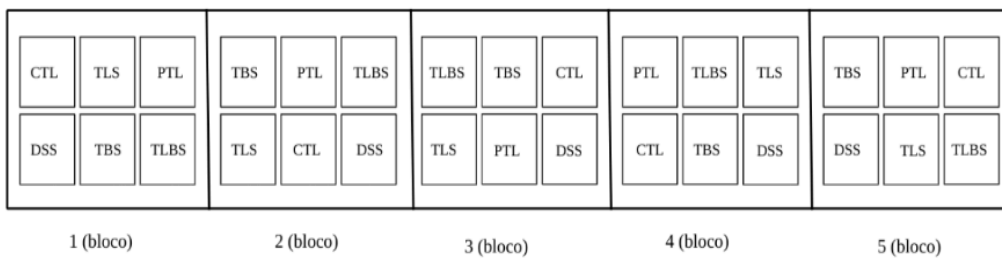 CTL TLS PTL TBS PTL TLBS TLBS TBS CTL PTL TLBS TLS TBS PTL CTL
DSS TBS TLBS TLS CTL DSS TLS PTL DSS CTL TBS DSS DSS TLS TLBS
1 (bloco) 2 (bloco) 3 (bloco) 4 (bloco) 5 (bloco)